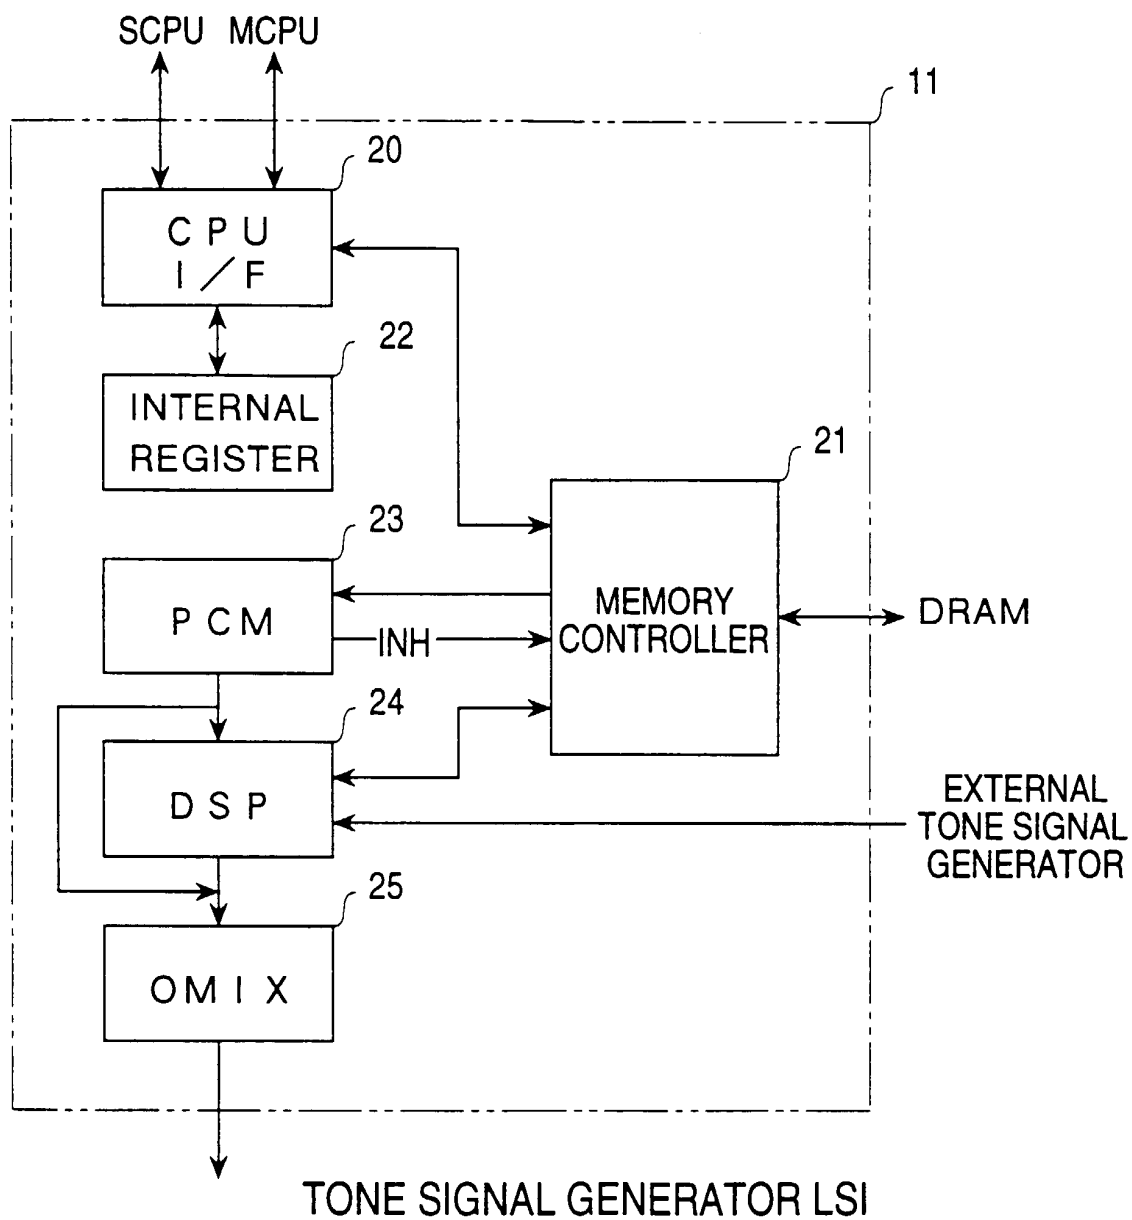 SCPU MCPU
11
20
CPU
I/F
22
INTERNAL
REGISTER
21
23
PCM
INH
MEMORY
CONTROLLER
DRAM
24
DSP
EXTERNAL
TONE SIGNAL
GENERATOR
25
OMIX
TONE SIGNAL GENERATOR LSI